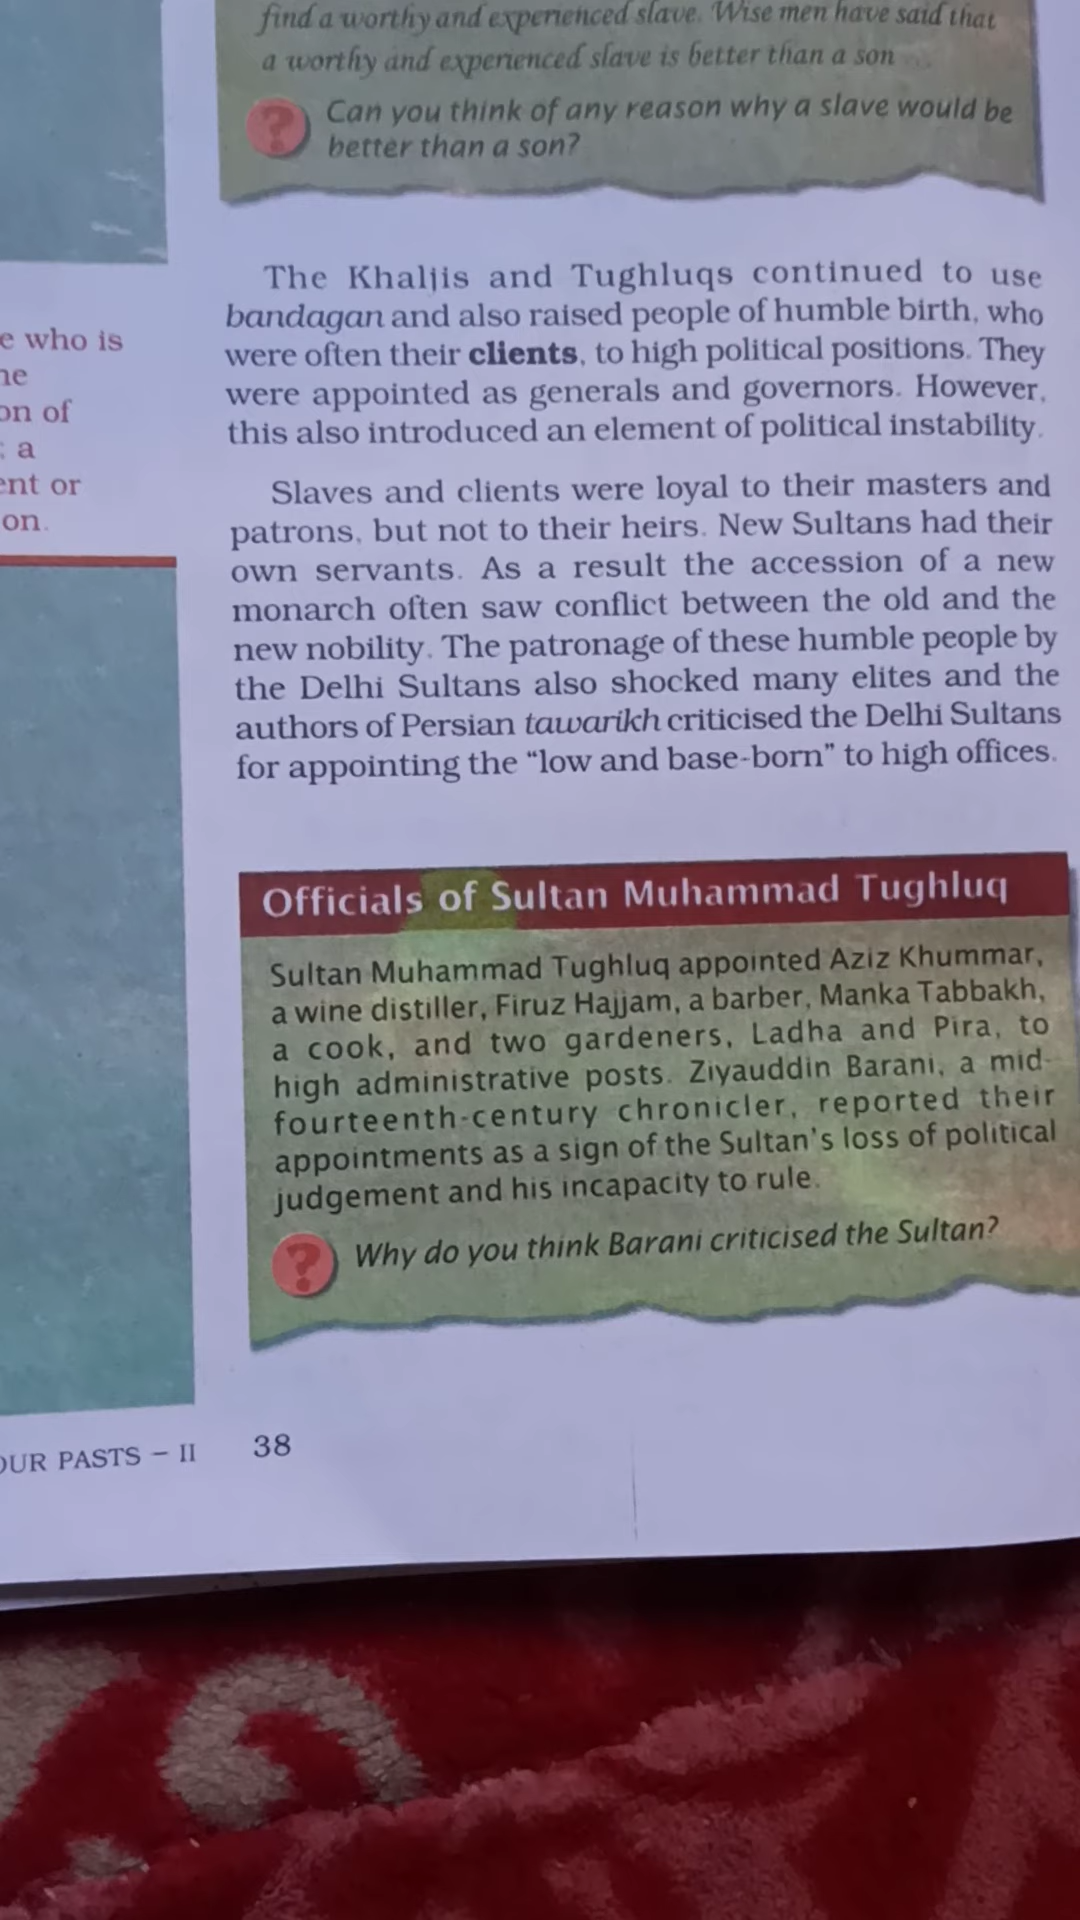 find a worthy and experienced slave. Wise men have said that
a worthy and experienced slave is better than a son ...
? Can you think of any reason why a slave would be
better than a son?
The Khaljis and Tughluqs continued to use
bandagan and also raised people of humble birth, who
were often their clients, to high political positions. They
were appointed as generals and governors. However,
this also introduced an element of political instability.
Slaves and clients were loyal to their masters and
patrons, but not to their heirs. New Sultans had their
own servants. As a result the accession of a new
monarch often saw conflict between the old and the
new nobility. The patronage of these humble people by
the Delhi Sultans also shocked many elites and the
authors of Persian tawarikh criticised the Delhi Sultans
for appointing the “low and base-born” to high offices.
e who is
ne
on of
; a
ent or
on.
Officials of Sultan Muhammad Tughluq
Sultan Muhammad Tughluq appointed Aziz Khummar,
a wine distiller, Firuz Hajjam, a barber, Manka Tabbakh,
a cook, and two gardeners, Ladha and Pira, to
high administrative posts. Ziyauddin Barani, a mid-
fourteenth-century chronicler, reported their
appointments as a sign of the Sultan’s loss of political
judgement and his incapacity to rule.
? Why do you think Barani criticised the Sultan?
OUR PASTS – II 38